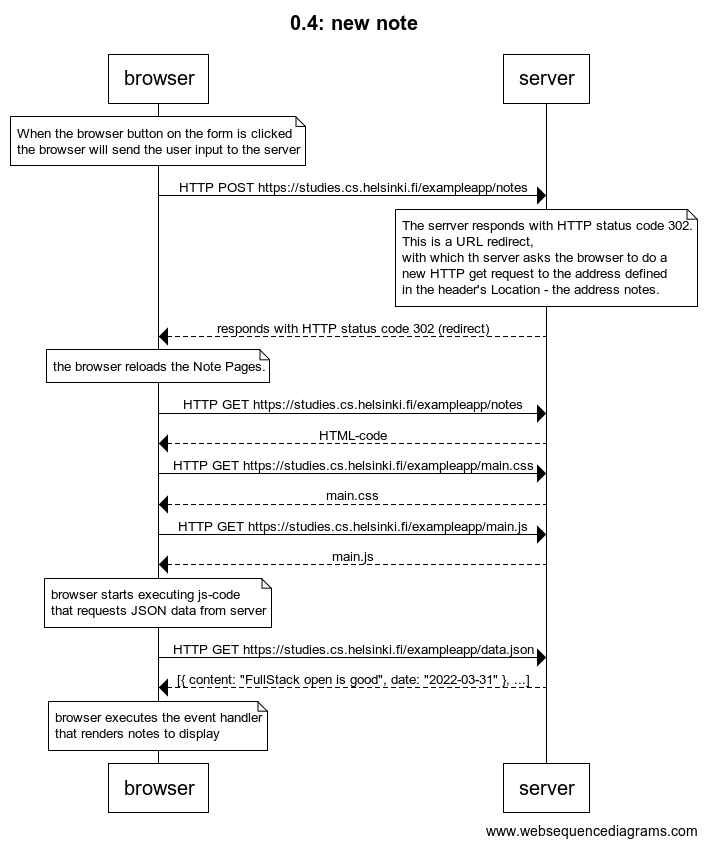 0.4: new note
browser
server
When the browser button on the form is clicked
the browser will send the user input to the server
HTTP POST https://studies.cs.helsinki.fi/exampleapp/notes
The serrver responds with HTTP status code 302.
This is a URL redirect,
with which th server asks the browser to do a
new HTTP get request to the address defined
in the header's Location - the address notes.
responds with HTTP status code 302 (redirect)
the browser reloads the Note Pages.
HTTP GET https://studies.cs.helsinki.fi/exampleapp/notes
HTML-code
HTTP GET https://studies.cs.helsinki.fi/exampleapp/main.css
main.css
HTTP GET https://studies.cs.helsinki.fi/exampleapp/main.js
main.js
browser starts executing js-code
that requests JSON data from server
HTTP GET https://studies.cs.helsinki.fi/exampleapp/data.json
[{ content: "FullStack open is good", date: "2022-03-31" }, ...]
browser executes the event handler
that renders notes to display
browser
server
www.websequencediagrams.com